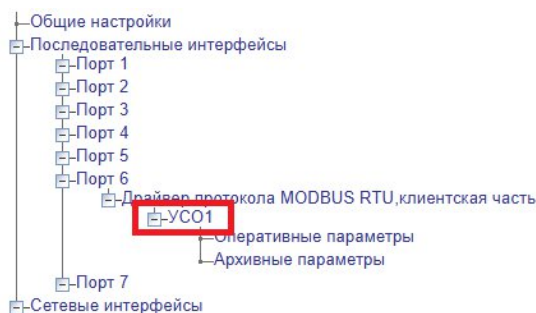 Общие настройки
Последовательные интерфейсы
Порт 1
Порт 2
Порт 3
Порт 4
Порт 5
Порт 6
Драйвер протокола MODBUS RTU,клиентская часть
УСО1
Оперативные параметры
Архивные параметры
Порт 7
Сетевые интерфейсы